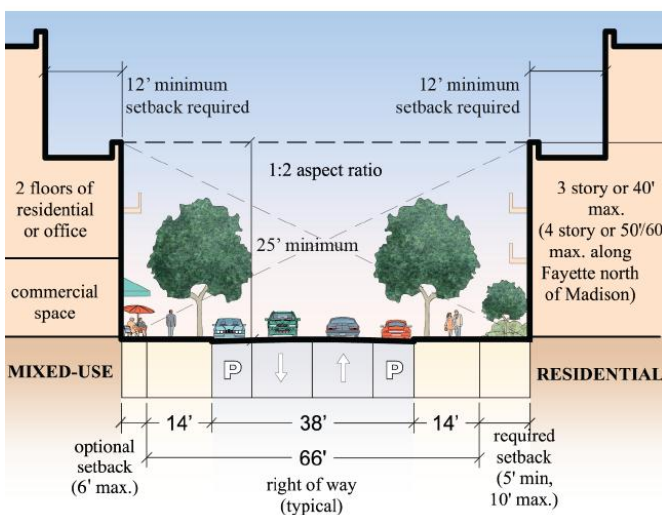 12' minimum
setback required
12' minimum
setback required
1:2 aspect ratio
2 floors of
residential
or office
3 story or 40'
max.
(4 story or 50'/60'
max. along
Fayette north
of Madison)
25' minimum
commercial
space
MIXED-USE
P
P
RESIDENTIAL
14'
38'
14'
optional
setback
(6' max.)
66'
right of way
(typical)
required
setback
(5' min,
10' max.)